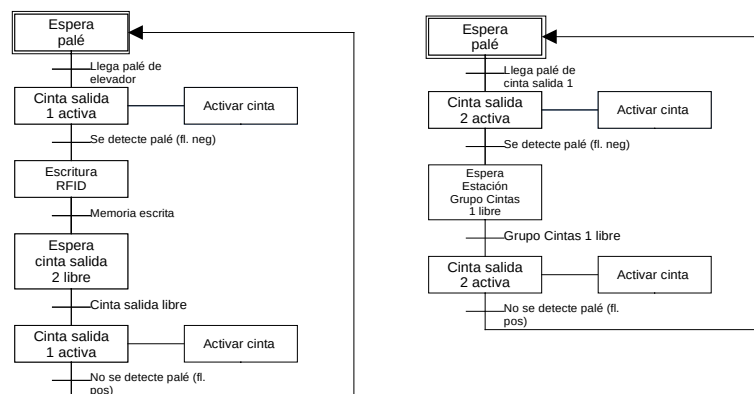 Espera
palé
Llega palé de
elevador
Cinta salida
1 activa
Activar cinta
Se detecte palé (fl. neg)
Escritura
RFID
Memoria escrita
Espera
cinta salida
2 libre
Cinta salida libre
Cinta salida
1 activa
Activar cinta
No se detecte palé (fl.
pos)
Espera
palé
Llega palé de
cinta salida 1
Cinta salida
2 activa
Activar cinta
Se detecte palé (fl. neg)
Espera
Estación
Grupo Cintas
1 libre
Grupo Cintas 1 libre
Cinta salida
2 activa
Activar cinta
No se detecte palé (fl.
pos)